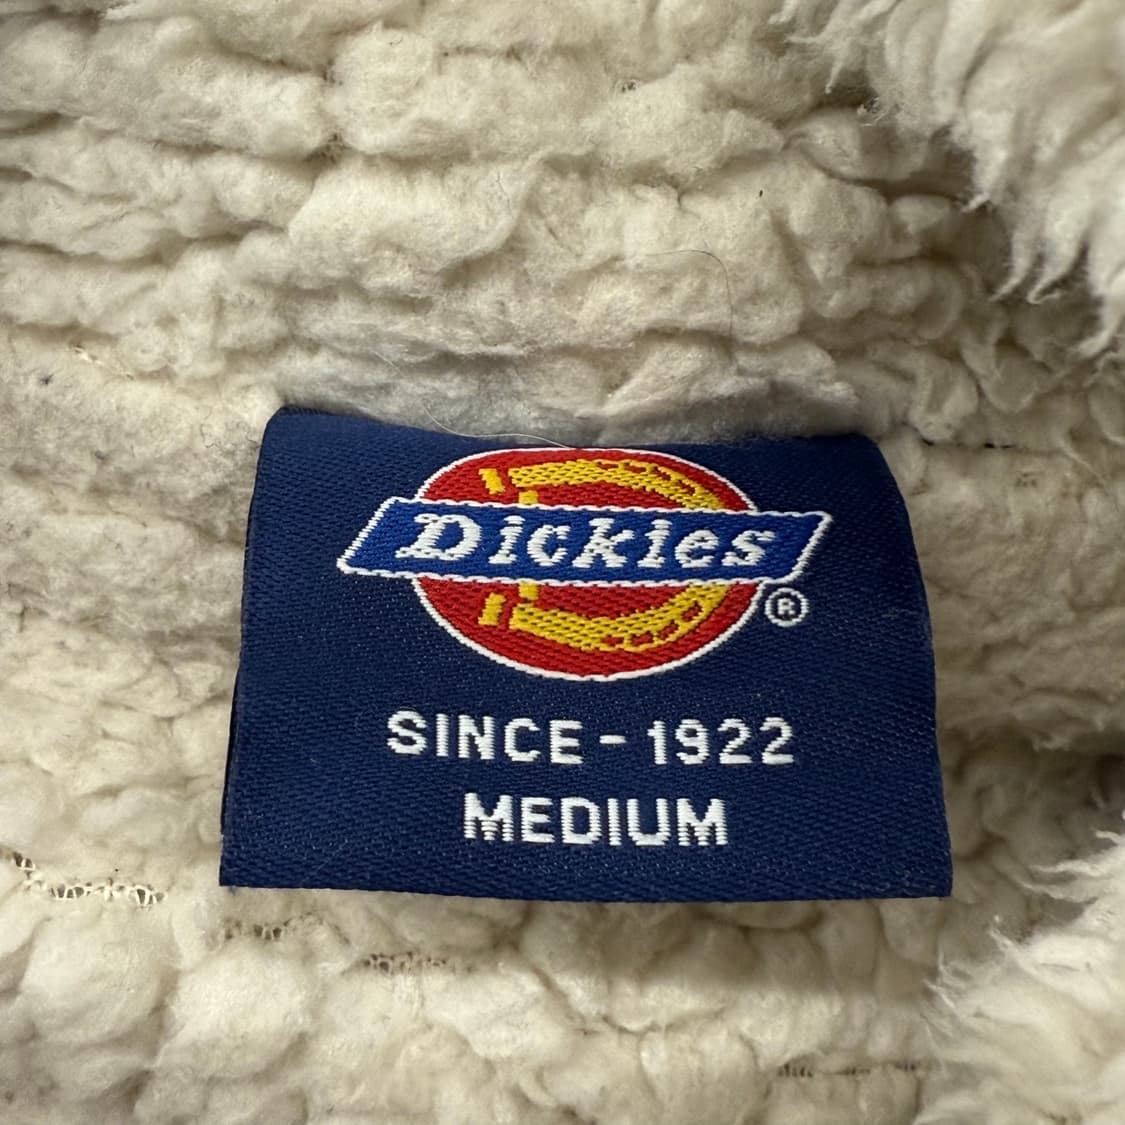 Dickies
®
SINCE - 1922
MEDIUM